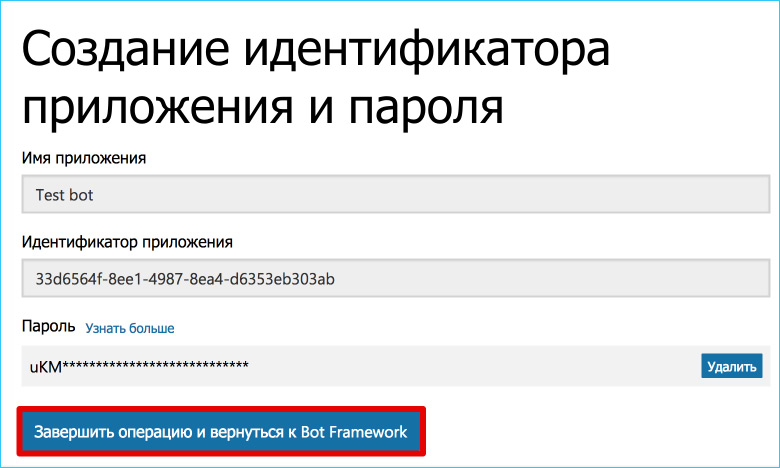 Создание идентификатора
приложения и пароля
Имя приложения
Test bot
Идентификатор приложения
33d6564f-8ee1-4987-8ea4-d6353eb303ab
Пароль Узнать больше
uKM**************************** Удалить
Завершить операцию и вернуться к Bot Framework